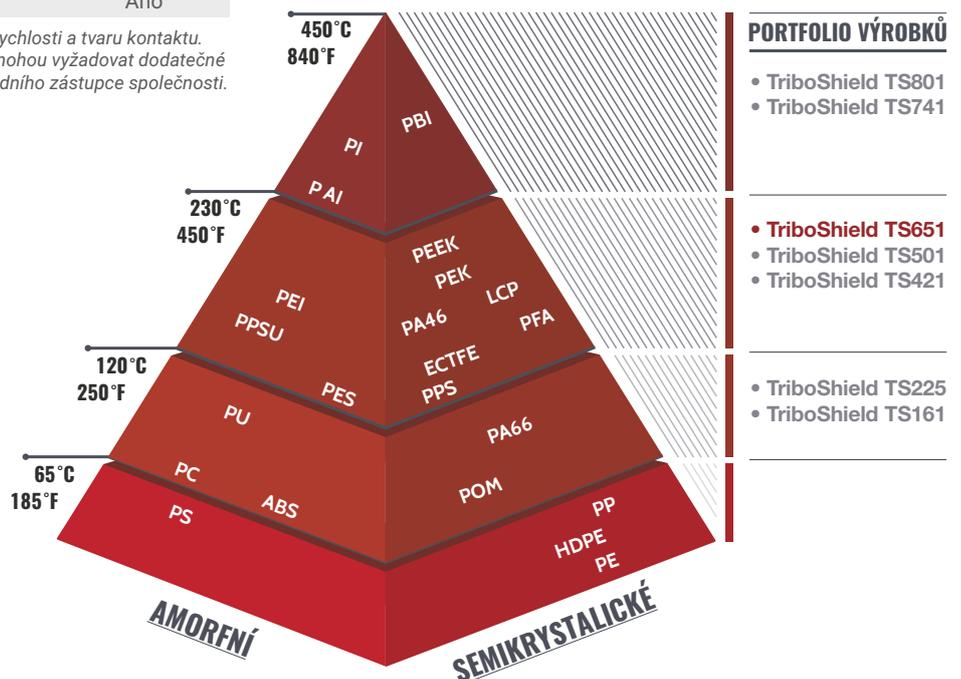 Ano
ychlosti a tvaru kontaktu.
nohou vyžadovat dodatečné
dního zástupce společnosti.
450°C
840°F
PORTFOLIO VÝROBKŮ
• TriboShield TS801
• TriboShield TS741
PBI
PI
PAI
230°C
450°F
• TriboShield TS651
• TriboShield TS501
• TriboShield TS421
PEEK
PEK
LCP
PEI
PA46
PFA
PPSU
ECTFE
PPS
PES
120°C
250°F
• TriboShield TS225
• TriboShield TS161
PU
PA66
PC
POM
ABS
65°C
185°F
PS
PP
HDPE
PE
AMORFNÍ
SEMIKRYSTALICKÉ